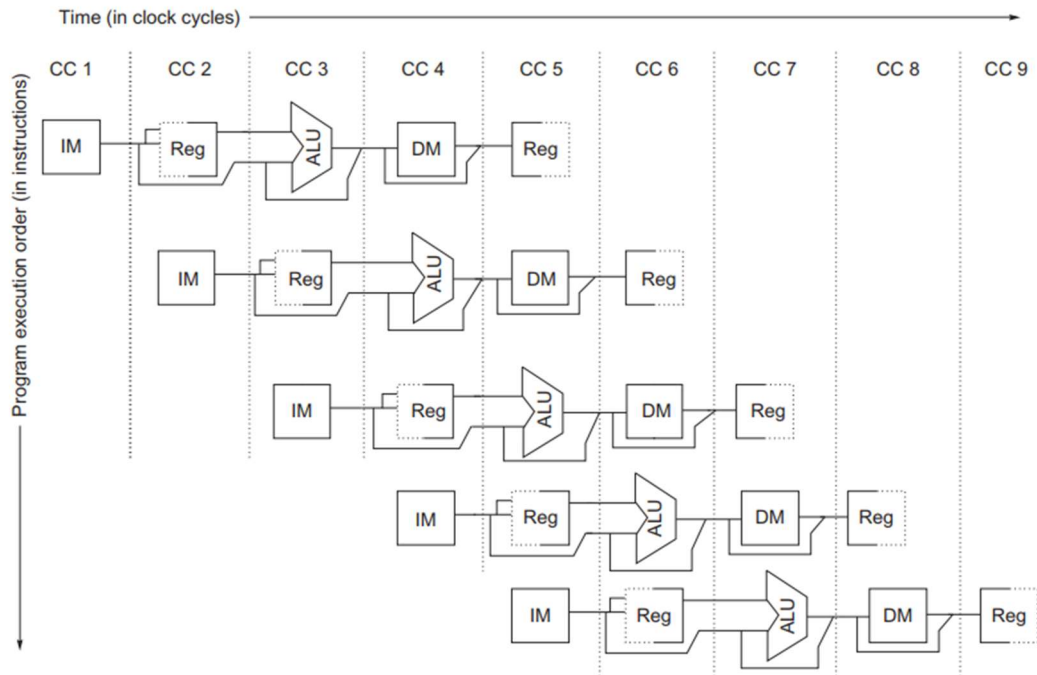 Time (in clock cycles)
CC 1 CC 2 CC 3 CC 4 CC 5 CC 6 CC 7 CC 8 CC 9
Program execution order (in instructions)
IM Reg ALU DM Reg
IM Reg ALU DM Reg
IM Reg ALU DM Reg
IM Reg ALU DM Reg
IM Reg ALU DM Reg